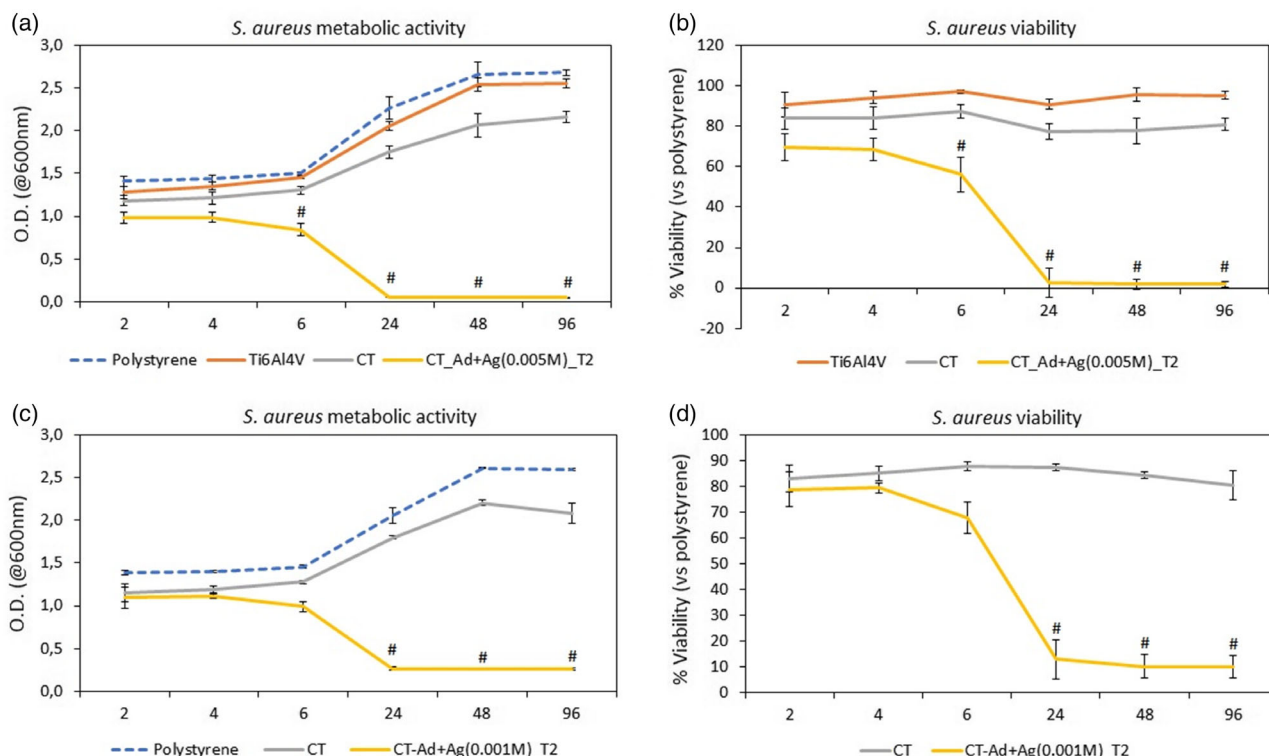 (a)
S. aureus metabolic activity
O.D. (@600nm)
3,0
2,5
2,0
1,5
1,0
0,5
0,0
#
#
#
#
2 4 6 24 48 96
Polystyrene Ti6Al4V CT CT_Ad+Ag(0.005M)_T2
(b)
S. aureus viability
% Viability (vs polystyrene)
120
100
80
60
40
20
0
-20
#
#
#
#
2 4 6 24 48 96
Ti6Al4V CT CT_Ad+Ag(0.005M)_T2
(c)
S. aureus metabolic activity
O.D. (@600nm)
3,0
2,5
2,0
1,5
1,0
0,5
0,0
#
#
#
2 4 6 24 48 96
Polystyrene CT CT-Ad+Ag(0.001M)_T2
(d)
S. aureus viability
% Viability (vs polystyrene)
100
90
80
70
60
50
40
30
20
10
0
#
#
#
2 4 6 24 48 96
CT CT-Ad+Ag(0.001M)_T2